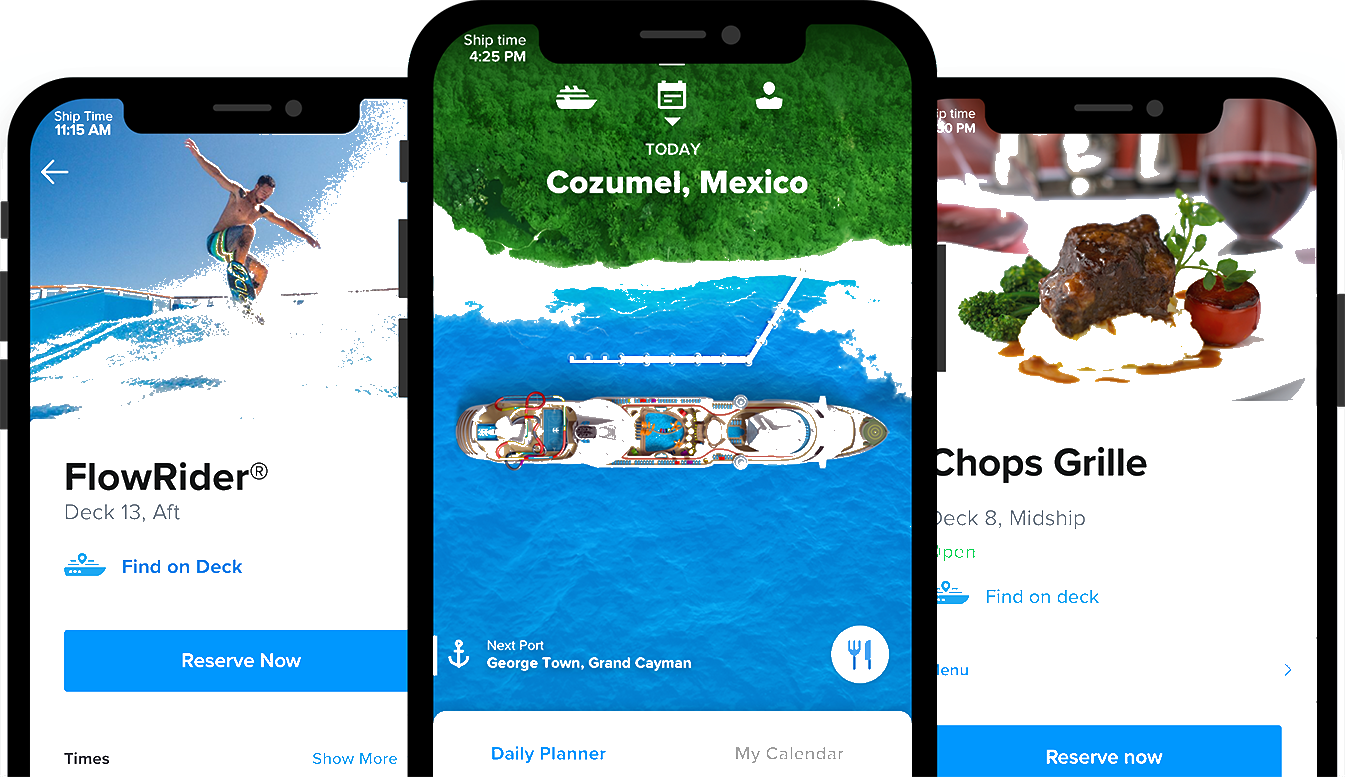 Ship Time
11:15 AM
FlowRider®
Deck 13, Aft
Find on Deck
Reserve Now
Times
Show More
Ship time
4:25 PM
TODAY
Cozumel, Mexico
Next Port
George Town, Grand Cayman
Daily Planner
My Calendar
time
PM
Chops Grille
Deck 8, Midship
Open
Find on deck
Menu
Reserve now